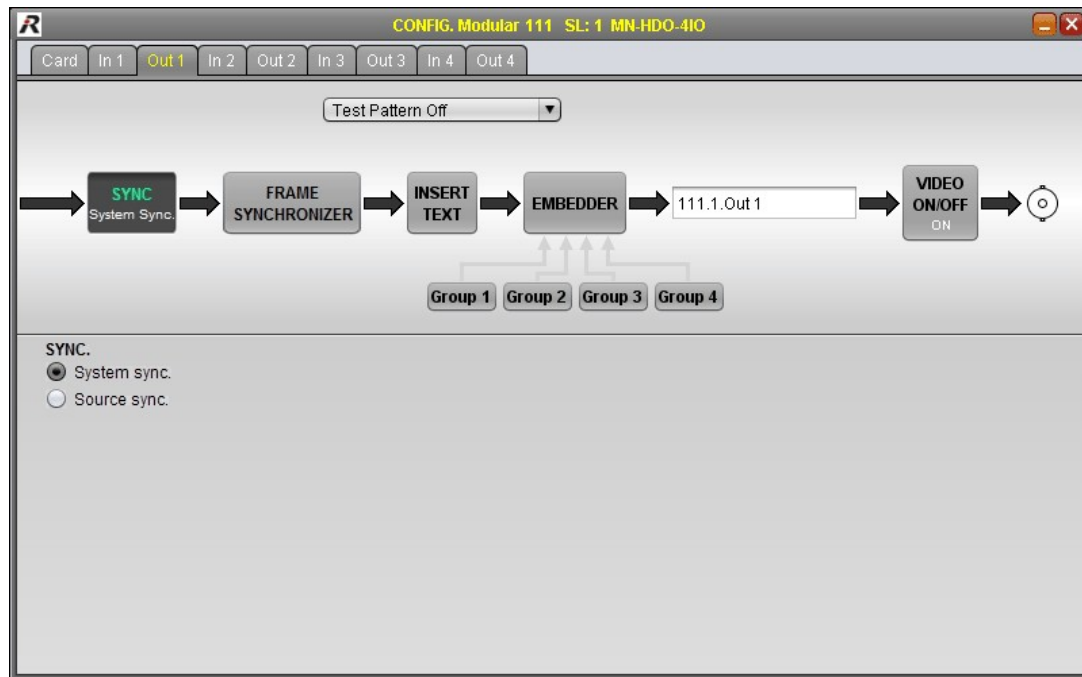 R
CONFIG. Modular 111 SL: 1 MN-HDO-4IO
Card In 1 Out 1 In 2 Out 2 In 3 Out 3 In 4 Out 4
Test Pattern Off
SYNC
System Sync.
FRAME
SYNCHRONIZER
INSERT
TEXT
EMBEDDER
111.1.Out 1
VIDEO
ON/OFF
ON
Group 1 Group 2 Group 3 Group 4
SYNC.
System sync.
Source sync.